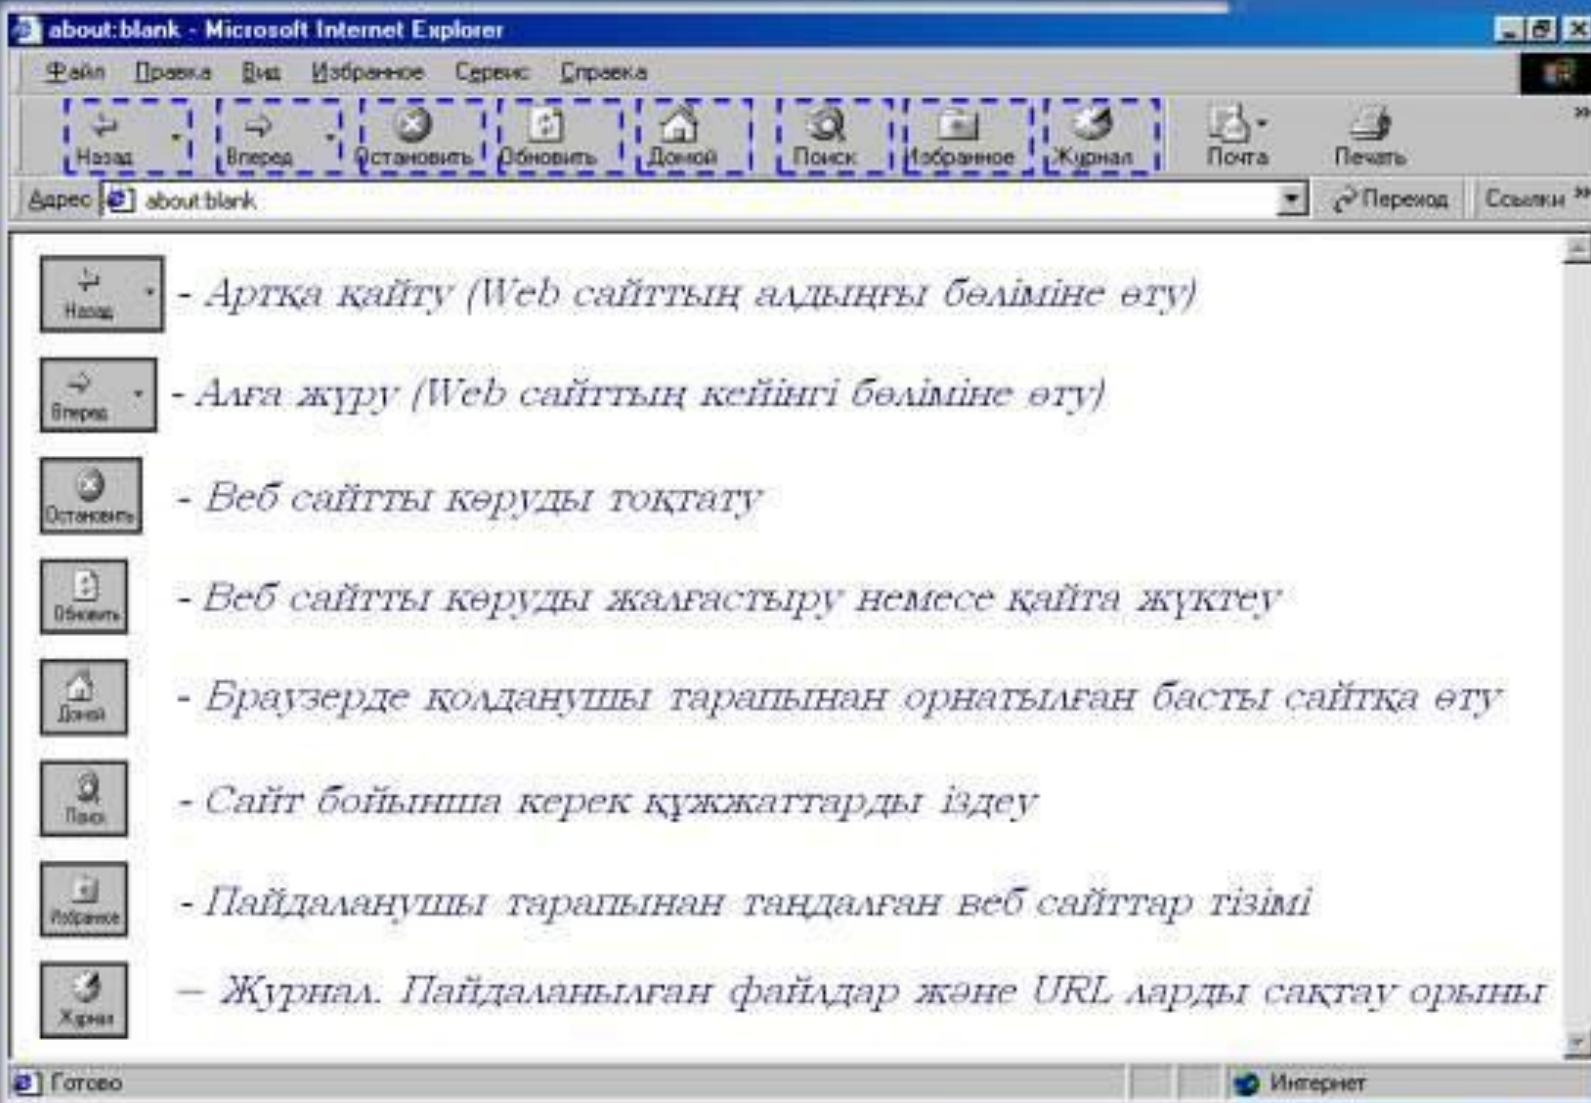 about:blank - Microsoft Internet Explorer
Файл Правка Вид Избранное Сервис Справка
Назад Вперед Остановить Обновить Домой Поиск Избранное Журнал Почта Печать
Адрес about:blank Переход Ссылки
Назад - Артқа қайту (Web сайттың алдыңғы бөліміне өту)
Вперед - Алға жүру (Web сайттың кейінгі бөліміне өту)
Остановить - Веб сайтты көруды тоқтату
Обновить - Веб сайтты көруды жалғастыру немесе қайта жүктеу
Домой - Браузерде қолданушы тарапынан орнатылған басты сайтқа өту
Поиск - Сайт бойынша керек құжжаттарды іздеу
Избранное - Пайдаланушы тарапынан таңдалған веб сайттар тізімі
Журнал – Журнал. Пайдаланылған файлдар және URL ларды сақтау орыны
Готово Интернет